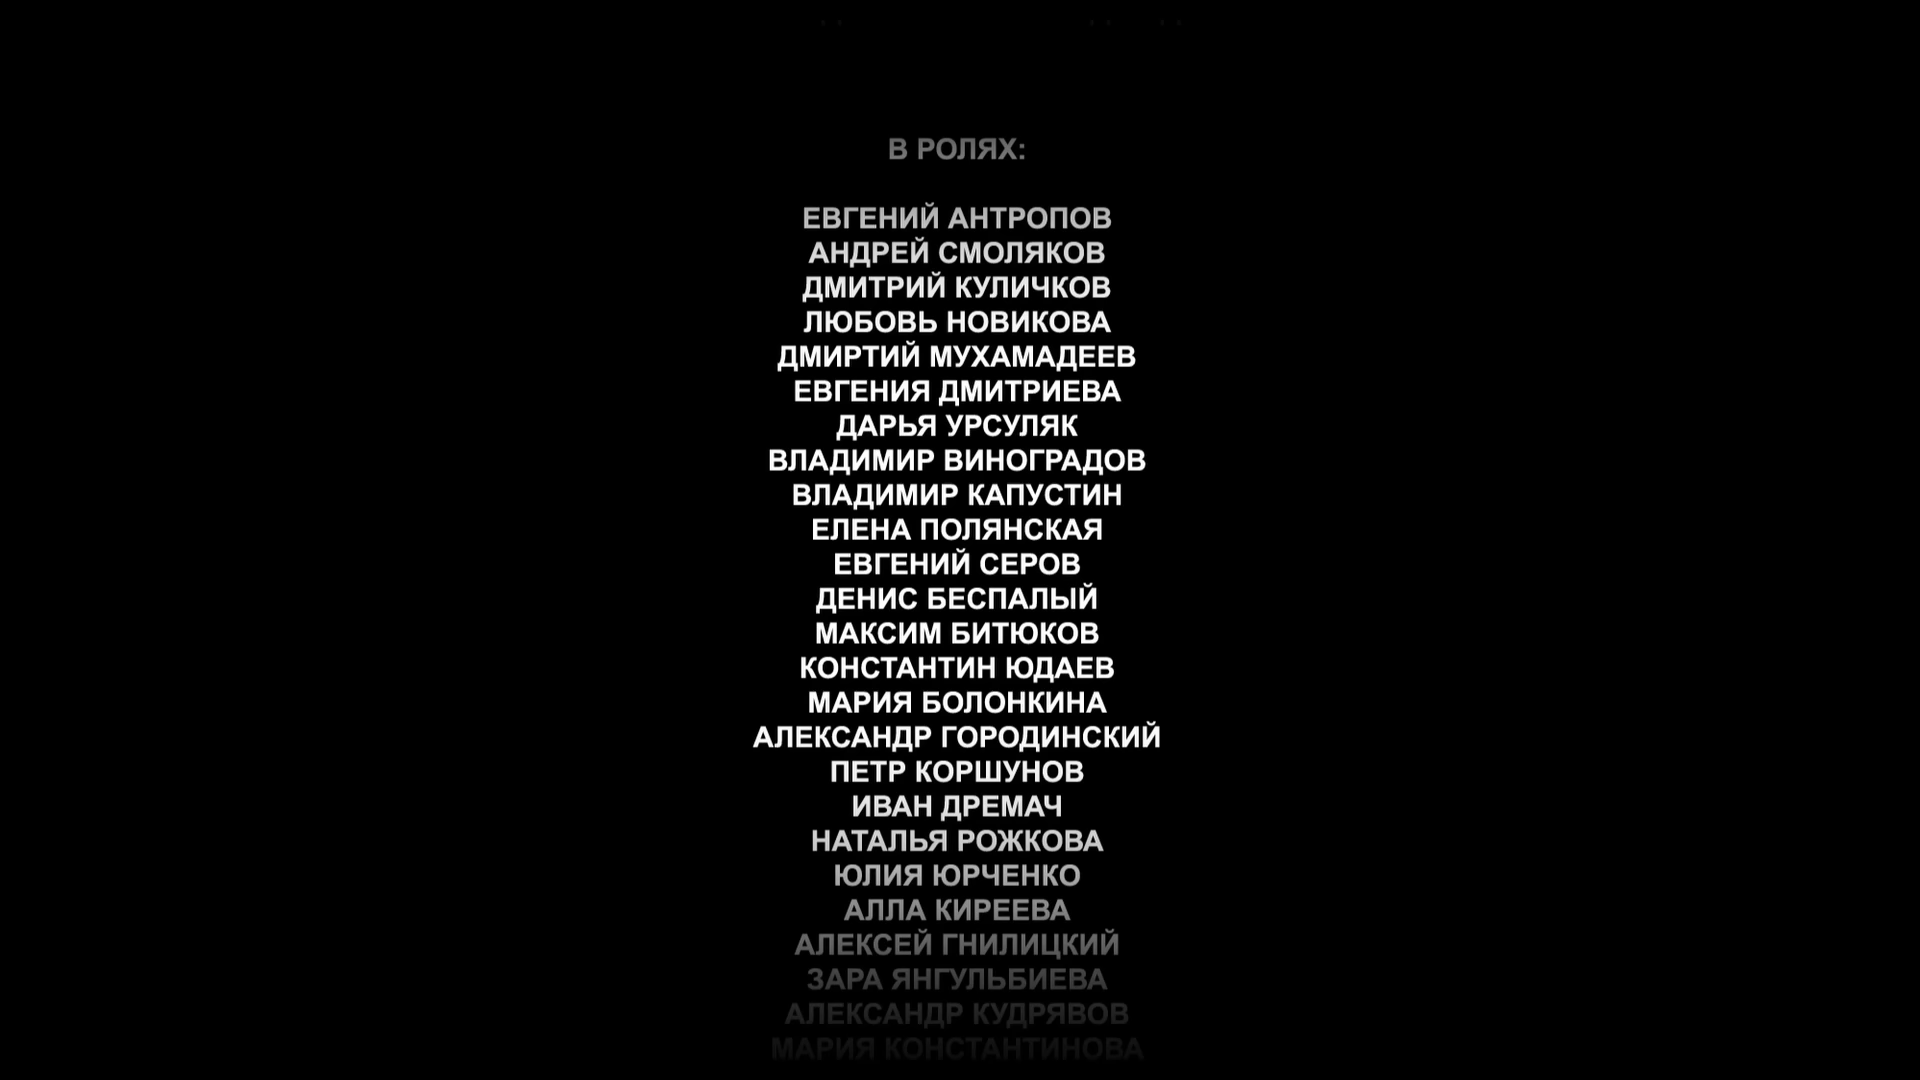 В РОЛЯХ:
ЕВГЕНИЙ АНТРОПОВ
АНДРЕЙ СМОЛЯКОВ
ДМИТРИЙ КУЛИЧКОВ
ЛЮБОВЬ НОВИКОВА
ДМИРТИЙ МУХАМАДЕЕВ
ЕВГЕНИЯ ДМИТРИЕВА
ДАРЬЯ УРСУЛЯК
ВЛАДИМИР ВИНОГРАДОВ
ВЛАДИМИР КАПУСТИН
ЕЛЕНА ПОЛЯНСКАЯ
ЕВГЕНИЙ СЕРОВ
ДЕНИС БЕСПАЛЫЙ
МАКСИМ БИТЮКОВ
КОНСТАНТИН ЮДАЕВ
МАРИЯ БОЛОНКИНА
АЛЕКСАНДР ГОРОДИНСКИЙ
ПЕТР КОРШУНОВ
ИВАН ДРЕМАЧ
НАТАЛЬЯ РОЖКОВА
ЮЛИЯ ЮРЧЕНКО
АЛЛА КИРЕЕВА
АЛЕКСЕЙ ГНИЛИЦКИЙ
ЗАРА ЯНГУЛЬБИЕВА
АЛЕКСАНДР КУДРЯВОВ
МАРИЯ КОНСТАНТИНОВА